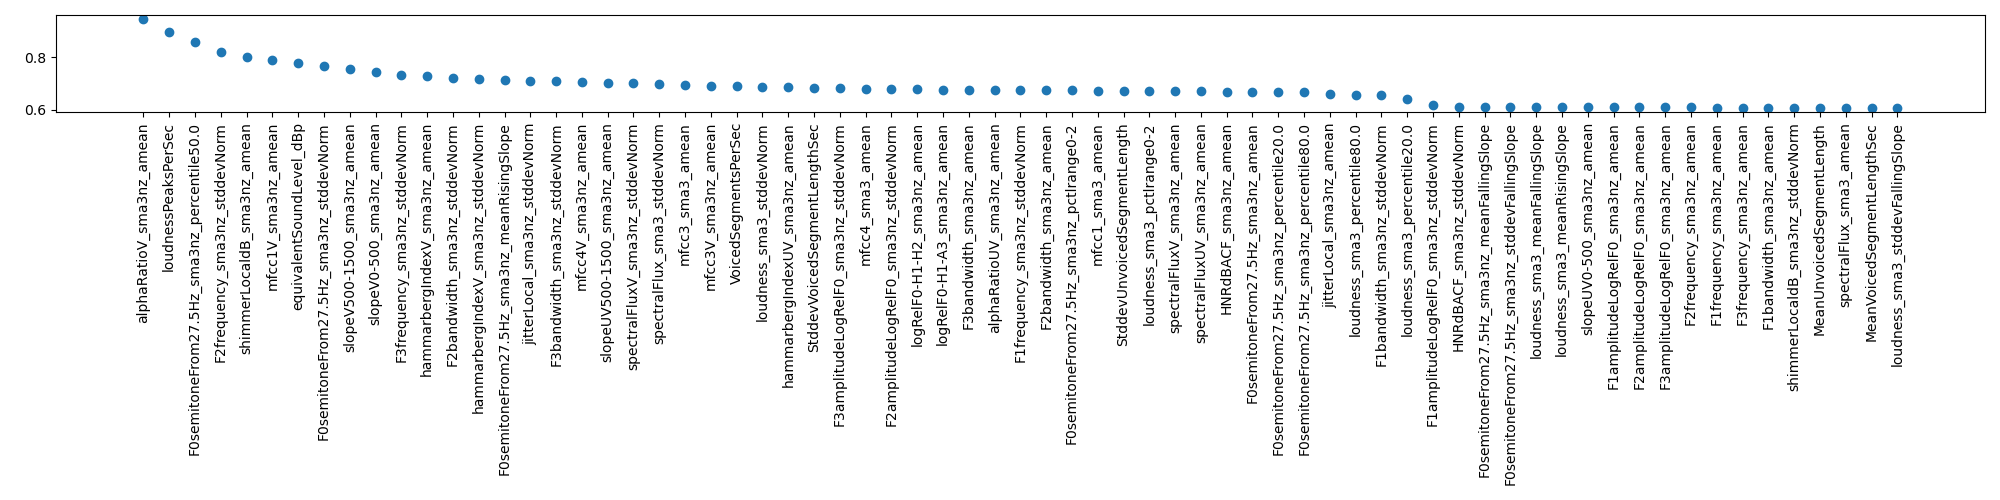 0.8
0.6
alphaRatioV_sma3nz_amean
loudnessPeaksPerSec
F0semitoneFrom27.5Hz_sma3nz_percentile50.0
F2frequency_sma3nz_stddevNorm
shimmerLocaldB_sma3nz_amean
mfcc1V_sma3nz_amean
equivalentSoundLevel_dBp
F0semitoneFrom27.5Hz_sma3nz_stddevNorm
slopeV500-1500_sma3nz_amean
slopeV0-500_sma3nz_amean
F3frequency_sma3nz_stddevNorm
hammarbergIndexV_sma3nz_amean
F2bandwidth_sma3nz_stddevNorm
hammarbergIndexV_sma3nz_stddevNorm
F0semitoneFrom27.5Hz_sma3nz_meanRisingSlope
jitterLocal_sma3nz_stddevNorm
F3bandwidth_sma3nz_stddevNorm
mfcc4V_sma3nz_amean
slopeUV500-1500_sma3nz_amean
spectralFluxV_sma3nz_stddevNorm
spectralFlux_sma3_stddevNorm
mfcc3_sma3_amean
mfcc3V_sma3nz_amean
VoicedSegmentsPerSec
loudness_sma3_stddevNorm
hammarbergIndexUV_sma3nz_amean
StddevVoicedSegmentLengthSec
F3amplitudeLogRelF0_sma3nz_stddevNorm
mfcc4_sma3_amean
F2amplitudeLogRelF0_sma3nz_stddevNorm
logRelF0-H1-H2_sma3nz_amean
logRelF0-H1-A3_sma3nz_amean
F3bandwidth_sma3nz_amean
alphaRatioUV_sma3nz_amean
F1frequency_sma3nz_stddevNorm
F2bandwidth_sma3nz_amean
F0semitoneFrom27.5Hz_sma3nz_pctlrange0-2
mfcc1_sma3_amean
StddevUnvoicedSegmentLength
loudness_sma3_pctlrange0-2
spectralFluxV_sma3nz_amean
spectralFluxUV_sma3nz_amean
HNRdBACF_sma3nz_amean
F0semitoneFrom27.5Hz_sma3nz_amean
F0semitoneFrom27.5Hz_sma3nz_percentile20.0
F0semitoneFrom27.5Hz_sma3nz_percentile80.0
jitterLocal_sma3nz_amean
loudness_sma3_percentile80.0
F1bandwidth_sma3nz_stddevNorm
loudness_sma3_percentile20.0
F1amplitudeLogRelF0_sma3nz_stddevNorm
HNRdBACF_sma3nz_stddevNorm
F0semitoneFrom27.5Hz_sma3nz_meanFallingSlope
F0semitoneFrom27.5Hz_sma3nz_stddevFallingSlope
loudness_sma3_meanFallingSlope
loudness_sma3_meanRisingSlope
slopeUV0-500_sma3nz_amean
F1amplitudeLogRelF0_sma3nz_amean
F2amplitudeLogRelF0_sma3nz_amean
F3amplitudeLogRelF0_sma3nz_amean
F2frequency_sma3nz_amean
F1frequency_sma3nz_amean
F3frequency_sma3nz_amean
F1bandwidth_sma3nz_amean
shimmerLocaldB_sma3nz_stddevNorm
MeanUnvoicedSegmentLength
spectralFlux_sma3_amean
MeanVoicedSegmentLengthSec
loudness_sma3_stddevFallingSlope